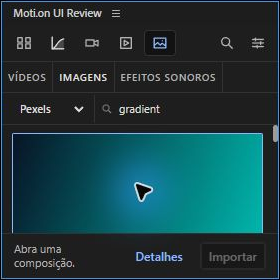 Moti.on UI Review
VÍDEOS IMAGENS EFEITOS SONOROS
Pexels gradient
Abra uma
composição.
Detalhes Importar